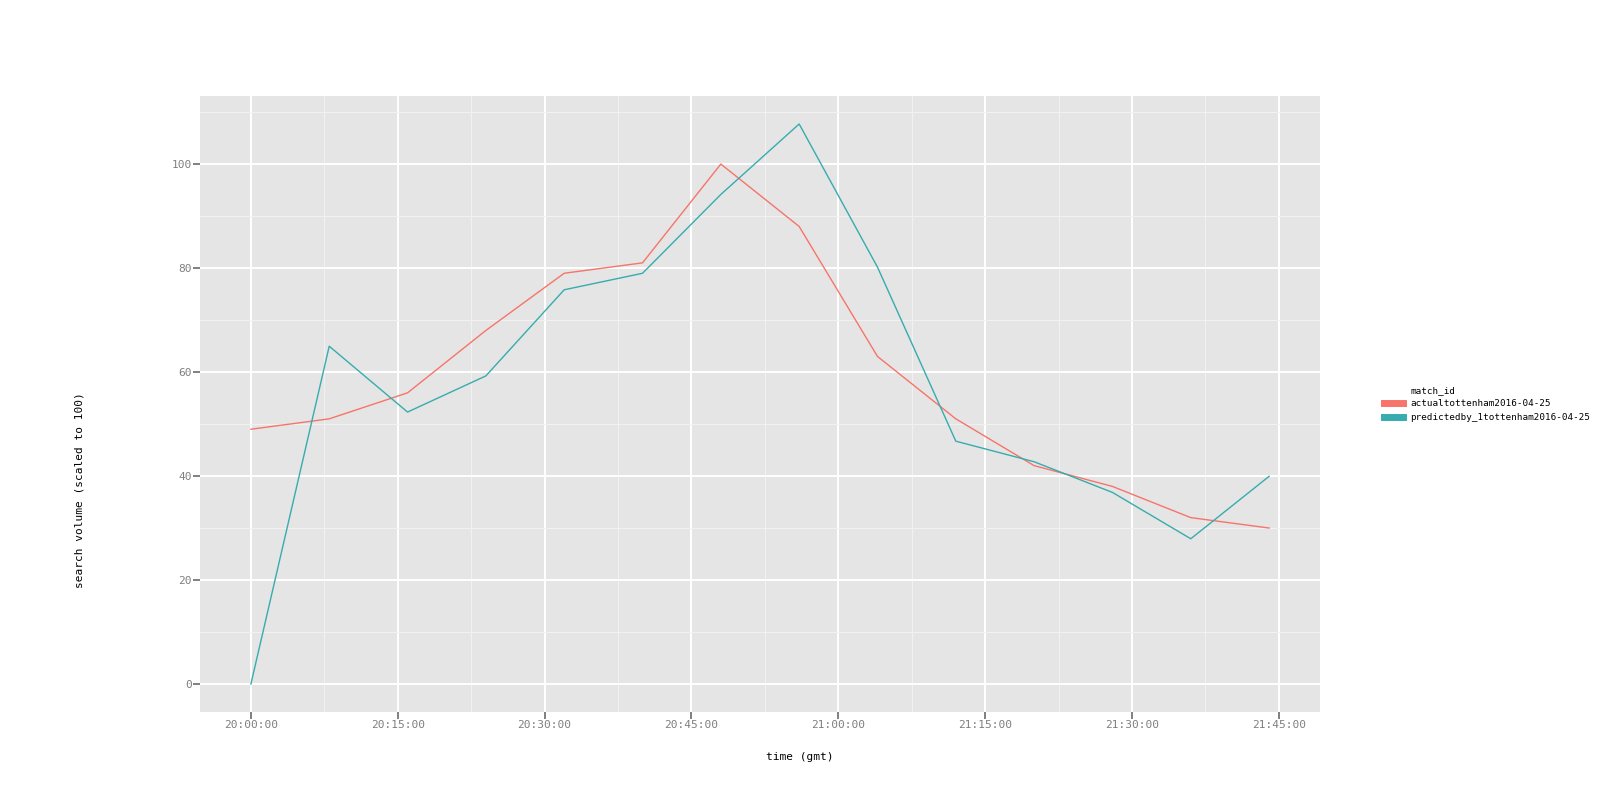 search volume (scaled to 100)
100
80
60
40
20
0
20:00:00 20:15:00 20:30:00 20:45:00 21:00:00 21:15:00 21:30:00 21:45:00
time (gmt)
match_id
actualtottenham2016-04-25
predictedby_1tottenham2016-04-25